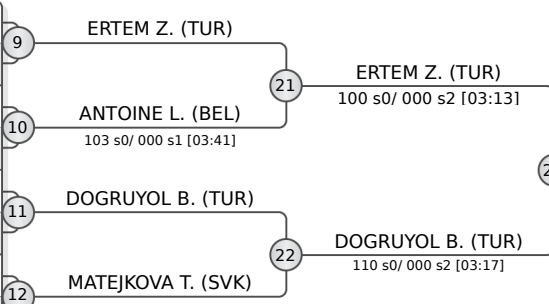 9
ERTEM Z. (TUR)
21
ERTEM Z. (TUR)
100 s0/ 000 s2 [03:13]
10
ANTOINE L. (BEL)
103 s0/ 000 s1 [03:41]
11
DOGRUYOL B. (TUR)
22
DOGRUYOL B. (TUR)
110 s0/ 000 s2 [03:17]
12
MATEJKOVA T. (SVK)